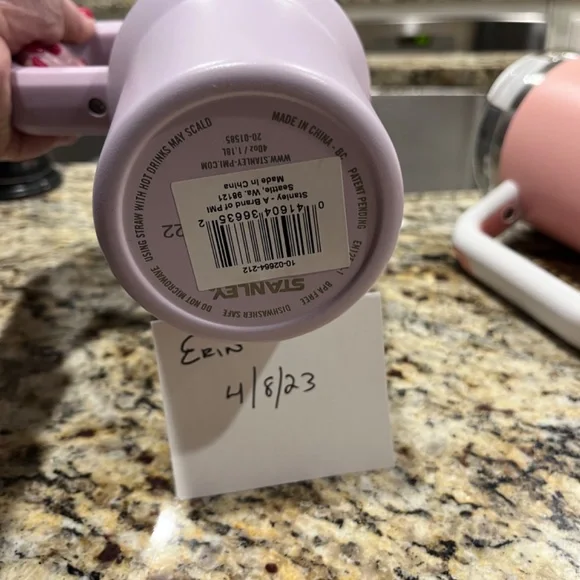 USING STRAW WITH HOT DRINKS MAY SCALD
DO NOT MICROWAVE
MADE IN CHINA - BC
PATENT PENDING
BPA FREE
DISHWASHER SAFE
20-01585
40oz / 1.18L
WWW.STANLEY-PMI.COM
Stanley - A Brand of PMI
Seattle, Wa. 98121
Made in China
0 41604 36635 2
10-02664-212
22
STANLEY
ERIN
4/8/23